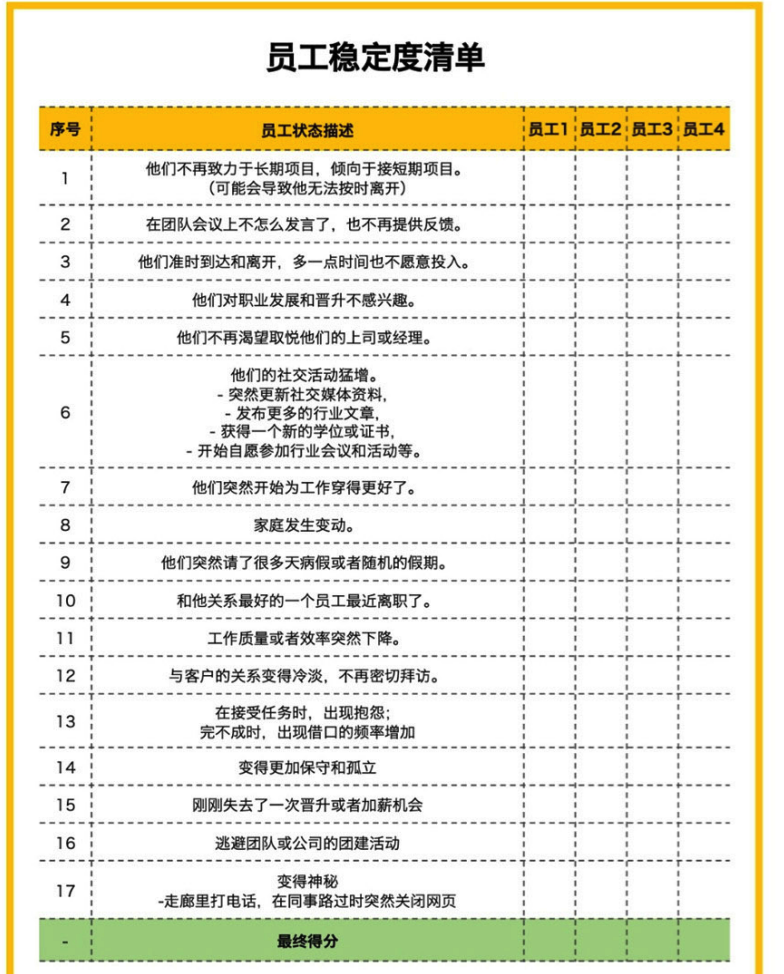 员工稳定度清单
序号 员工状态描述 员工1 员工2 员工3 员工4
1 他们不再致力于长期项目，倾向于接短期项目。
（可能会导致他无法按时离开）
2 在团队会议上不怎么发言了，也不再提供反馈。
3 他们准时到达和离开，多一点时间也不愿意投入。
4 他们对职业发展和晋升不感兴趣。
5 他们不再渴望取悦他们的上司或经理。
6 他们的社交活动猛增。
- 突然更新社交媒体资料，
- 发布更多的行业文章，
- 获得一个新的学位或证书，
- 开始自愿参加行业会议和活动等。
7 他们突然开始为工作穿得更好了。
8 家庭发生变动。
9 他们突然请了很多天病假或者随机的假期。
10 和他关系最好的一个员工最近离职了。
11 工作质量或者效率突然下降。
12 与客户的关系变得冷淡，不再密切拜访。
13 在接受任务时，出现抱怨；
完不成时，出现借口的频率增加
14 变得更加保守和孤立
15 刚刚失去了一次晋升或者加薪机会
16 逃避团队或公司的团建活动
17 变得神秘
-走廊里打电话，在同事路过时突然关闭网页
- 最终得分